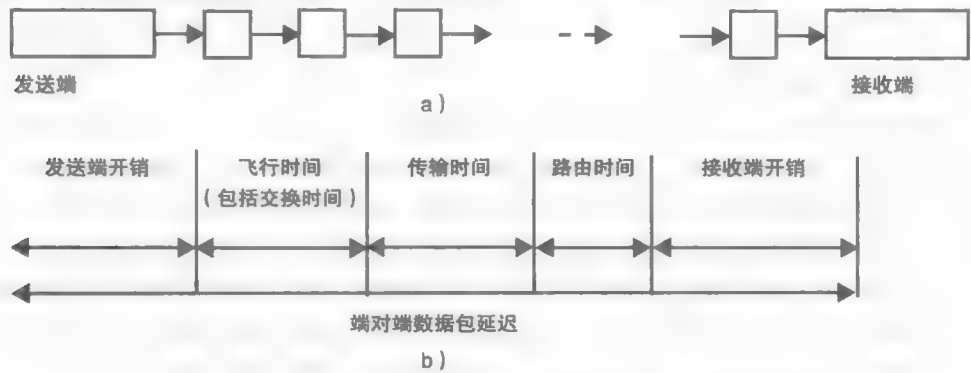 发送端
接收端
a）
发送端开销 飞行时间 传输时间 路由时间 接收端开销
（包括交换时间）
端对端数据包延迟
b）